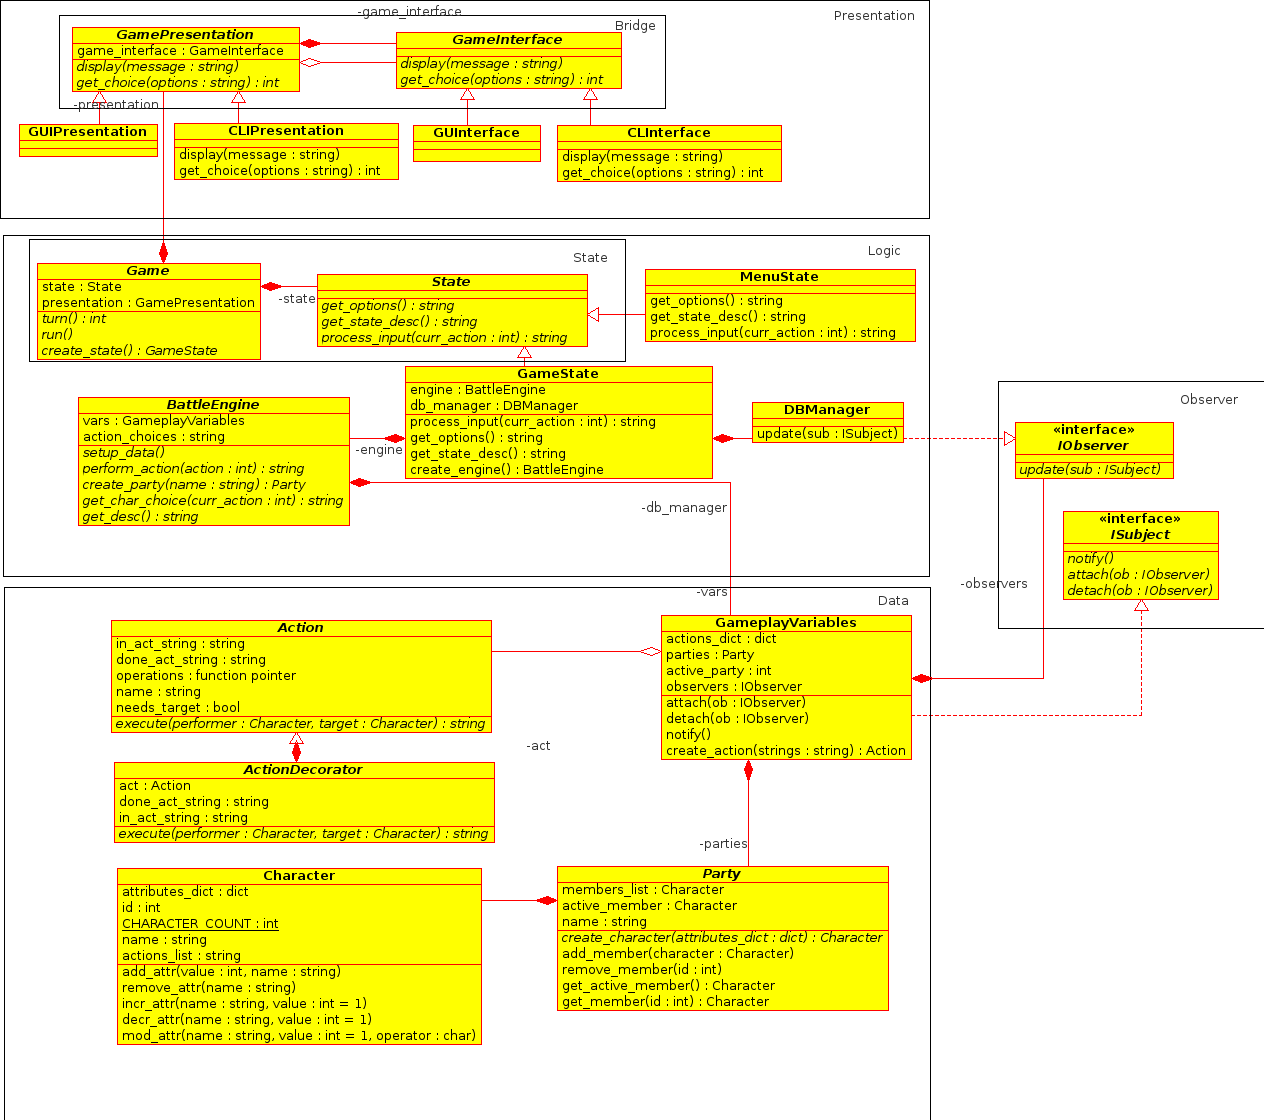 -game_interface
Presentation
Bridge
GamePresentation
game_interface : GameInterface
display(message : string)
get_choice(options : string) : int
GameInterface
display(message : string)
get_choice(options : string) : int
-presentation
GUIPresentation
CLIPresentation
display(message : string)
get_choice(options : string) : int
GUInterface
CLInterface
display(message : string)
get_choice(options : string) : int
Logic
State
Game
state : State
presentation : GamePresentation
turn() : int
run()
create_state() : GameState
-state
State
get_options() : string
get_state_desc() : string
process_input(curr_action : int) : string
MenuState
get_options() : string
get_state_desc() : string
process_input(curr_action : int) : string
GameState
engine : BattleEngine
db_manager : DBManager
process_input(curr_action : int) : string
get_options() : string
get_state_desc() : string
create_engine() : BattleEngine
BattleEngine
vars : GameplayVariables
action_choices : string
setup_data()
perform_action(action : int) : string
create_party(name : string) : Party
get_char_choice(curr_action : int) : string
get_desc() : string
-engine
DBManager
update(sub : ISubject)
-db_manager
Observer
«interface»
IObserver
update(sub : ISubject)
«interface»
ISubject
notify()
attach(ob : IObserver)
detach(ob : IObserver)
-observers
-vars
Data
Action
in_act_string : string
done_act_string : string
operations : function pointer
name : string
needs_target : bool
execute(performer : Character, target : Character) : string
GameplayVariables
actions_dict : dict
parties : Party
active_party : int
observers : IObserver
attach(ob : IObserver)
detach(ob : IObserver)
notify()
create_action(strings : string) : Action
-act
ActionDecorator
act : Action
done_act_string : string
in_act_string : string
execute(performer : Character, target : Character) : string
-parties
Character
attributes_dict : dict
id : int
CHARACTER_COUNT : int
name : string
actions_list : string
add_attr(value : int, name : string)
remove_attr(name : string)
incr_attr(name : string, value : int = 1)
decr_attr(name : string, value : int = 1)
mod_attr(name : string, value : int = 1, operator : char)
Party
members_list : Character
active_member : Character
name : string
create_character(attributes_dict : dict) : Character
add_member(character : Character)
remove_member(id : int)
get_active_member() : Character
get_member(id : int) : Character